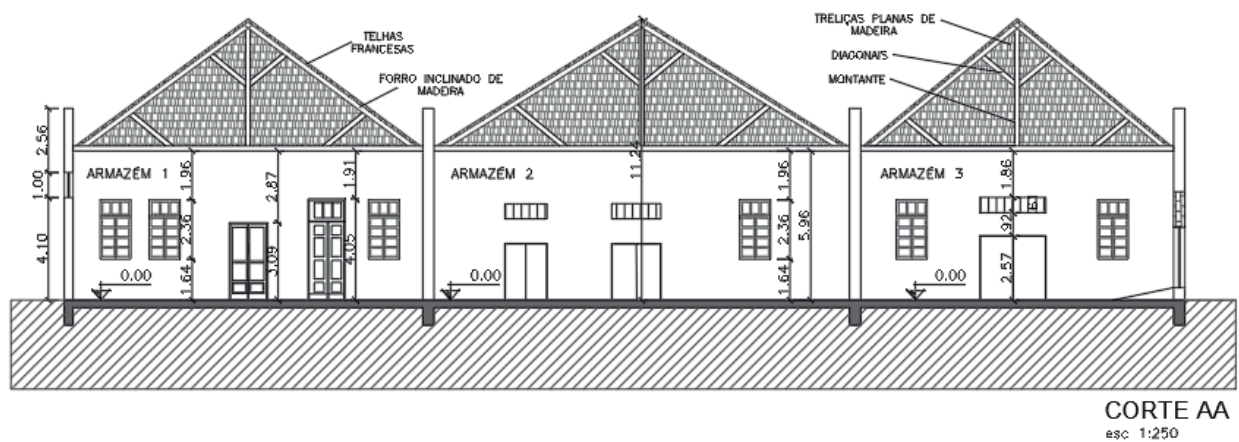 TELHAS
FRANCESAS
FORRO INCLINADO DE
MADEIRA
TRELIÇAS PLANAS DE
MADEIRA
DIAGONAIS
MONTANTE
ARMAZÉM 1
ARMAZÉM 2
ARMAZÉM 3
2.56
1.00
4.10
1.96
2.36
1.64
2.87
3.09
1.91
4.05
11.24
1.96
2.36
1.64
5.96
1.86
.92
2.57
0.00
0.00
0.00
CORTE AA
esc 1:250